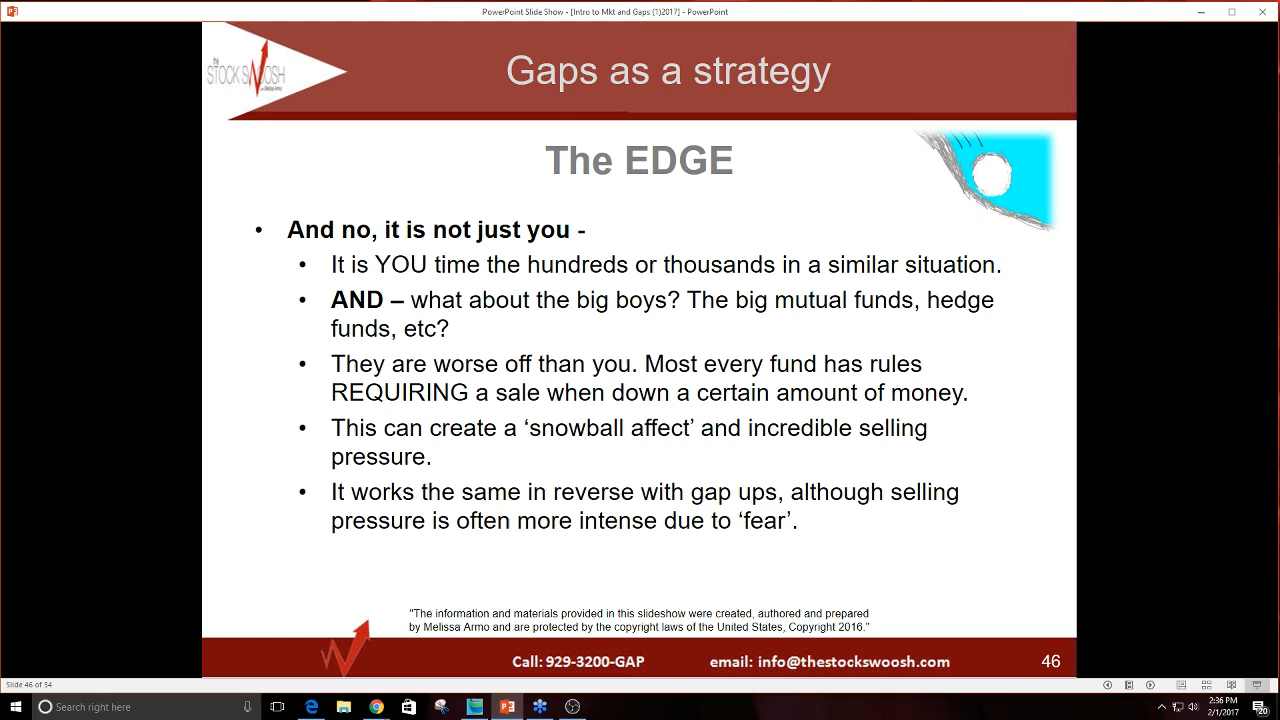 PowerPoint Slide Show - [Intro to Mkt and Gaps (1)2017] - PowerPoint
The
STOCK SWOOSH
with Melissa Armo
Gaps as a strategy
The EDGE
• And no, it is not just you -
• It is YOU time the hundreds or thousands in a similar situation.
• AND – what about the big boys? The big mutual funds, hedge
funds, etc?
• They are worse off than you. Most every fund has rules
REQUIRING a sale when down a certain amount of money.
• This can create a ‘snowball affect’ and incredible selling
pressure.
• It works the same in reverse with gap ups, although selling
pressure is often more intense due to ‘fear’.
"The information and materials provided in this slideshow were created, authored and prepared
by Melissa Armo and are protected by the copyright laws of the United States, Copyright 2016."
Call: 929-3200-GAP email: info@thestockswoosh.com 46
Slide 46 of 54
Search right here
2:36 PM
2/1/2017
20